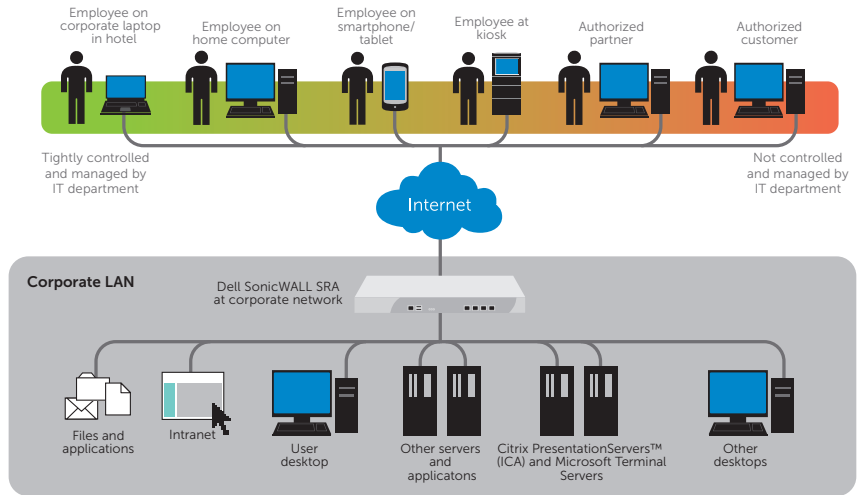 Employee on
corporate laptop
in hotel
Employee on
home computer
Employee on
smartphone/
tablet
Employee at
kiosk
Authorized
partner
Authorized
customer
Tightly controlled
and managed by
IT department
Not controlled
and managed by
IT department
Internet
Corporate LAN
Dell SonicWALL SRA
at corporate network
Files and
applications
Intranet
User
desktop
Other servers
and
applicatons
Citrix PresentationServers™
(ICA) and Microsoft Terminal
Servers
Other
desktops